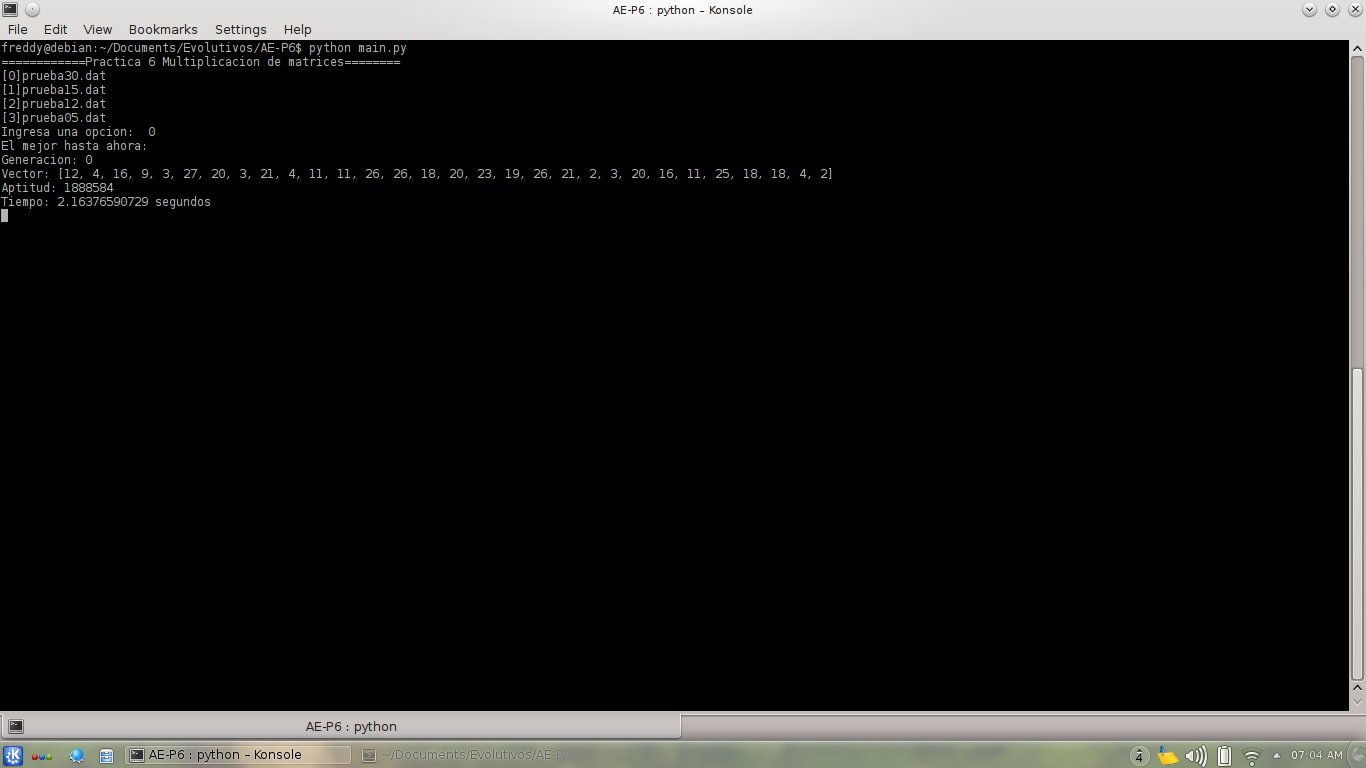 AE-P6 : python – Konsole
File Edit View Bookmarks Settings Help
freddy@debian:~/Documents/Evolutivos/AE-P6$ python main.py
============Practica 6 Multiplicacion de matrices========
[0]prueba30.dat
[1]prueba15.dat
[2]prueba12.dat
[3]prueba05.dat
Ingresa una opcion:  0
El mejor hasta ahora:
Generacion: 0
Vector: [12, 4, 16, 9, 3, 27, 20, 3, 21, 4, 11, 11, 26, 26, 18, 20, 23, 19, 26, 21, 2, 3, 20, 16, 11, 25, 18, 18, 4, 2]
Aptitud: 1888584
Tiempo: 2.16376590729 segundos
AE-P6 : python
AE-P6 : python – Konsole
~/Documents/Evolutivos/AE-P6
4
07:04 AM